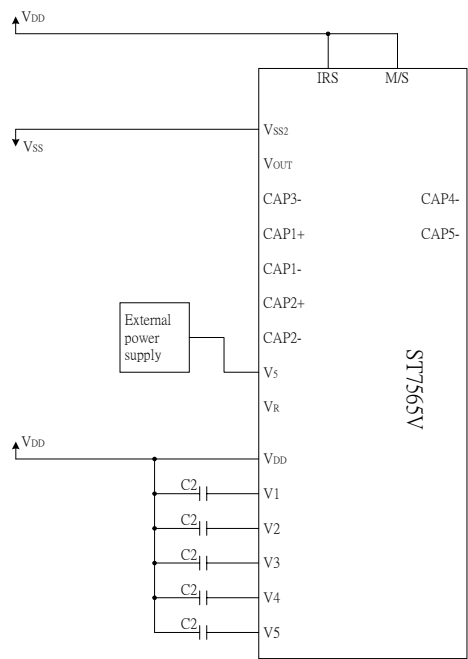 VDD
IRS M/S
VSS2
VSS
VOUT
CAP3- CAP4-
CAP1+ CAP5-
CAP1-
CAP2+
External
power
supply
CAP2-
V5
VR
ST7565V
VDD
VDD
C2 V1
C2 V2
C2 V3
C2 V4
C2 V5